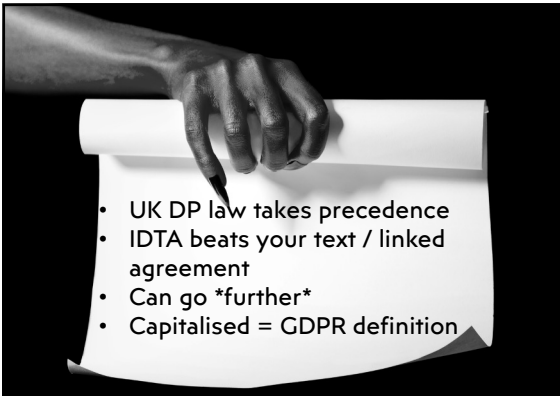 • UK DP law takes precedence
• IDTA beats your text / linked
agreement
• Can go *further*
• Capitalised = GDPR definition